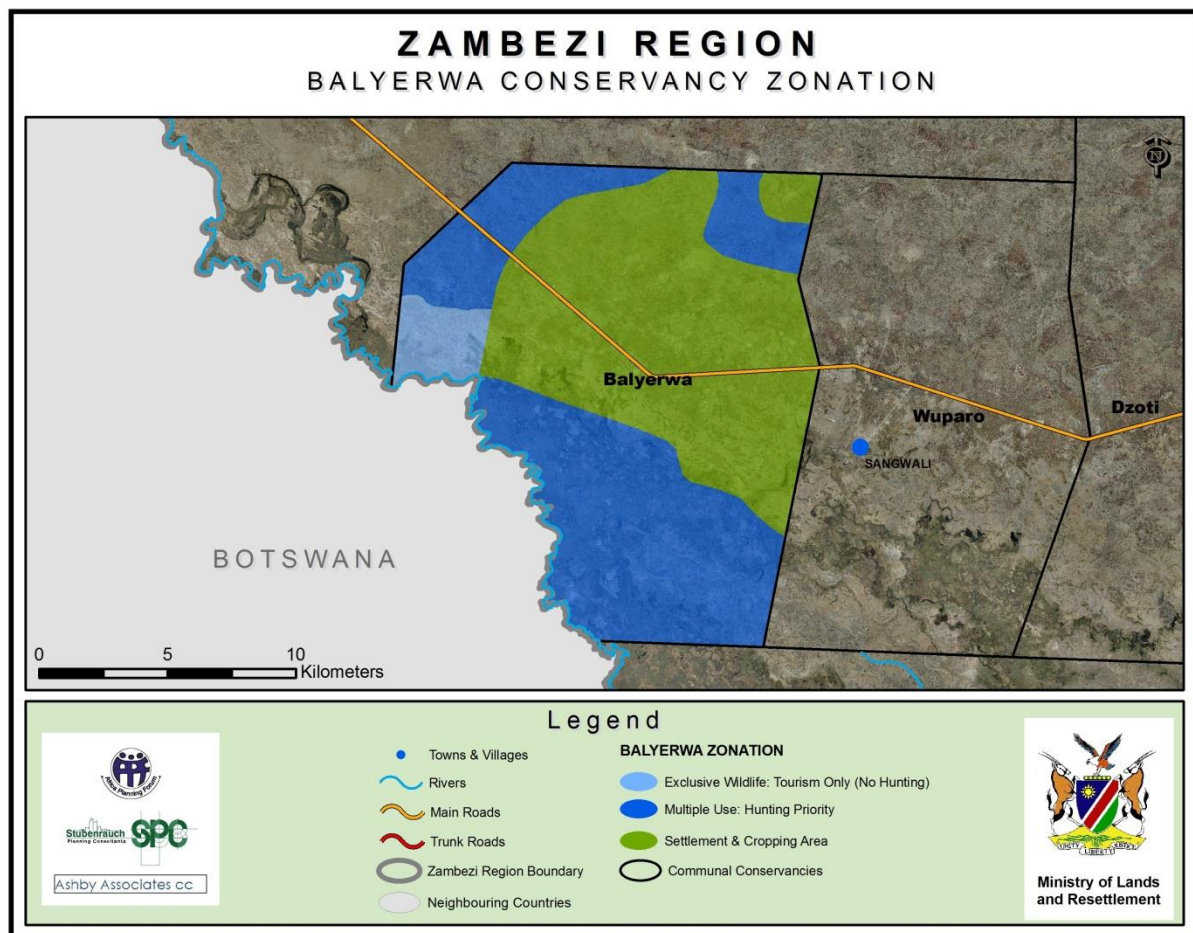 ZAMBEZI REGION
BALYERWA CONSERVANCY ZONATION
N
Balyerwa
Wuparo
Dzoti
SANGWALI
BOTSWANA
0 5 10
Kilometers
Legend
Africa Planning Forum
Stubenrauch
Planning Consultants
SPC
Ashby Associates cc
Towns & Villages
Rivers
Main Roads
Trunk Roads
Zambezi Region Boundary
Neighbouring Countries
BALYERWA ZONATION
Exclusive Wildlife: Tourism Only (No Hunting)
Multiple Use: Hunting Priority
Settlement & Cropping Area
Communal Conservancies
UNITY LIBERTY JUSTICE
Ministry of Lands
and Resettlement